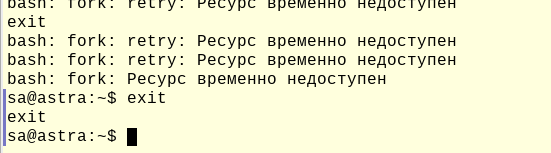 bash: fork: retry: Ресурс временно недоступен
exit
bash: fork: retry: Ресурс временно недоступен
bash: fork: retry: Ресурс временно недоступен
bash: fork: Ресурс временно недоступен
sa@astra:~$ exit
exit
sa@astra:~$